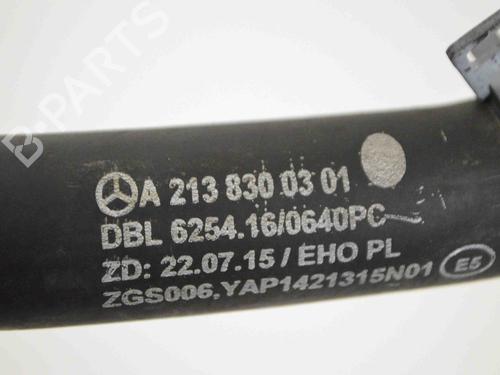 B-PARTS
A 213 830 03 01
DBL 6254.16/0640PC
ZD: 22.07.15 / EHO PL
ZGS006.YAP1421315N01 E5